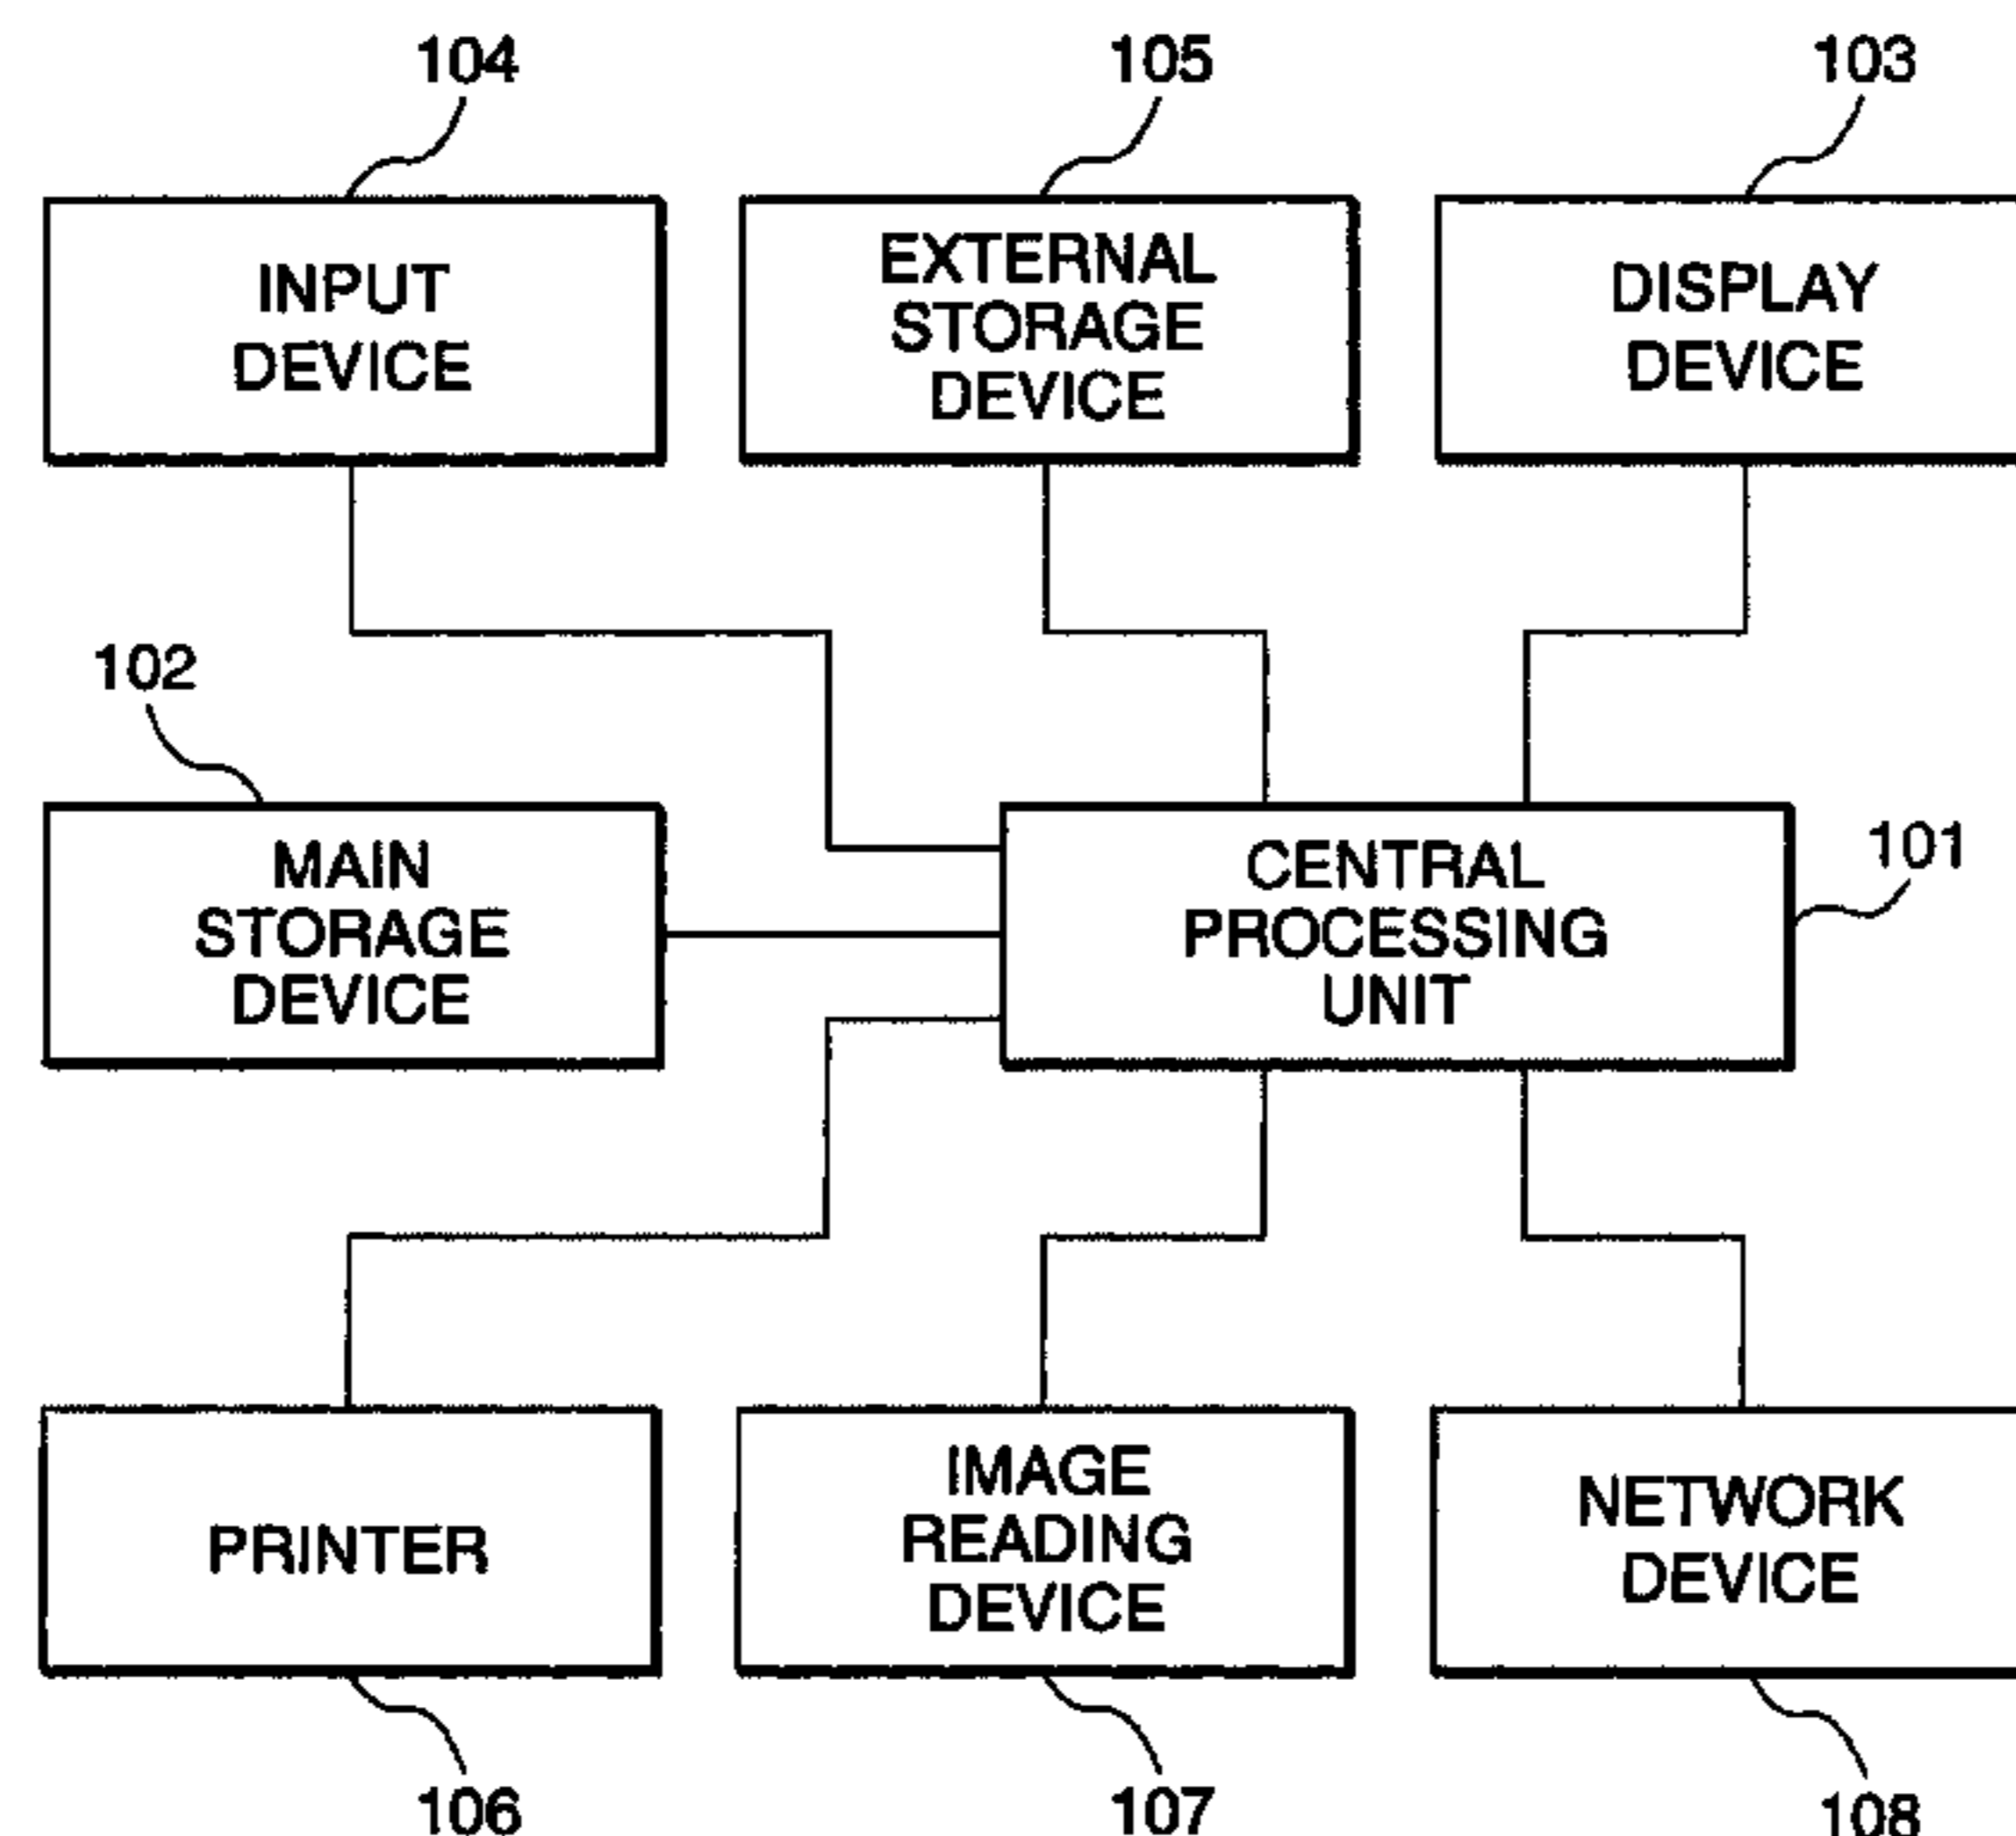 104
105
103
INPUT
DEVICE
EXTERNAL
STORAGE
DEVICE
DISPLAY
DEVICE
102
MAIN
STORAGE
DEVICE
CENTRAL
PROCESSING
UNIT
101
PRINTER
IMAGE
READING
DEVICE
NETWORK
DEVICE
106
107
108